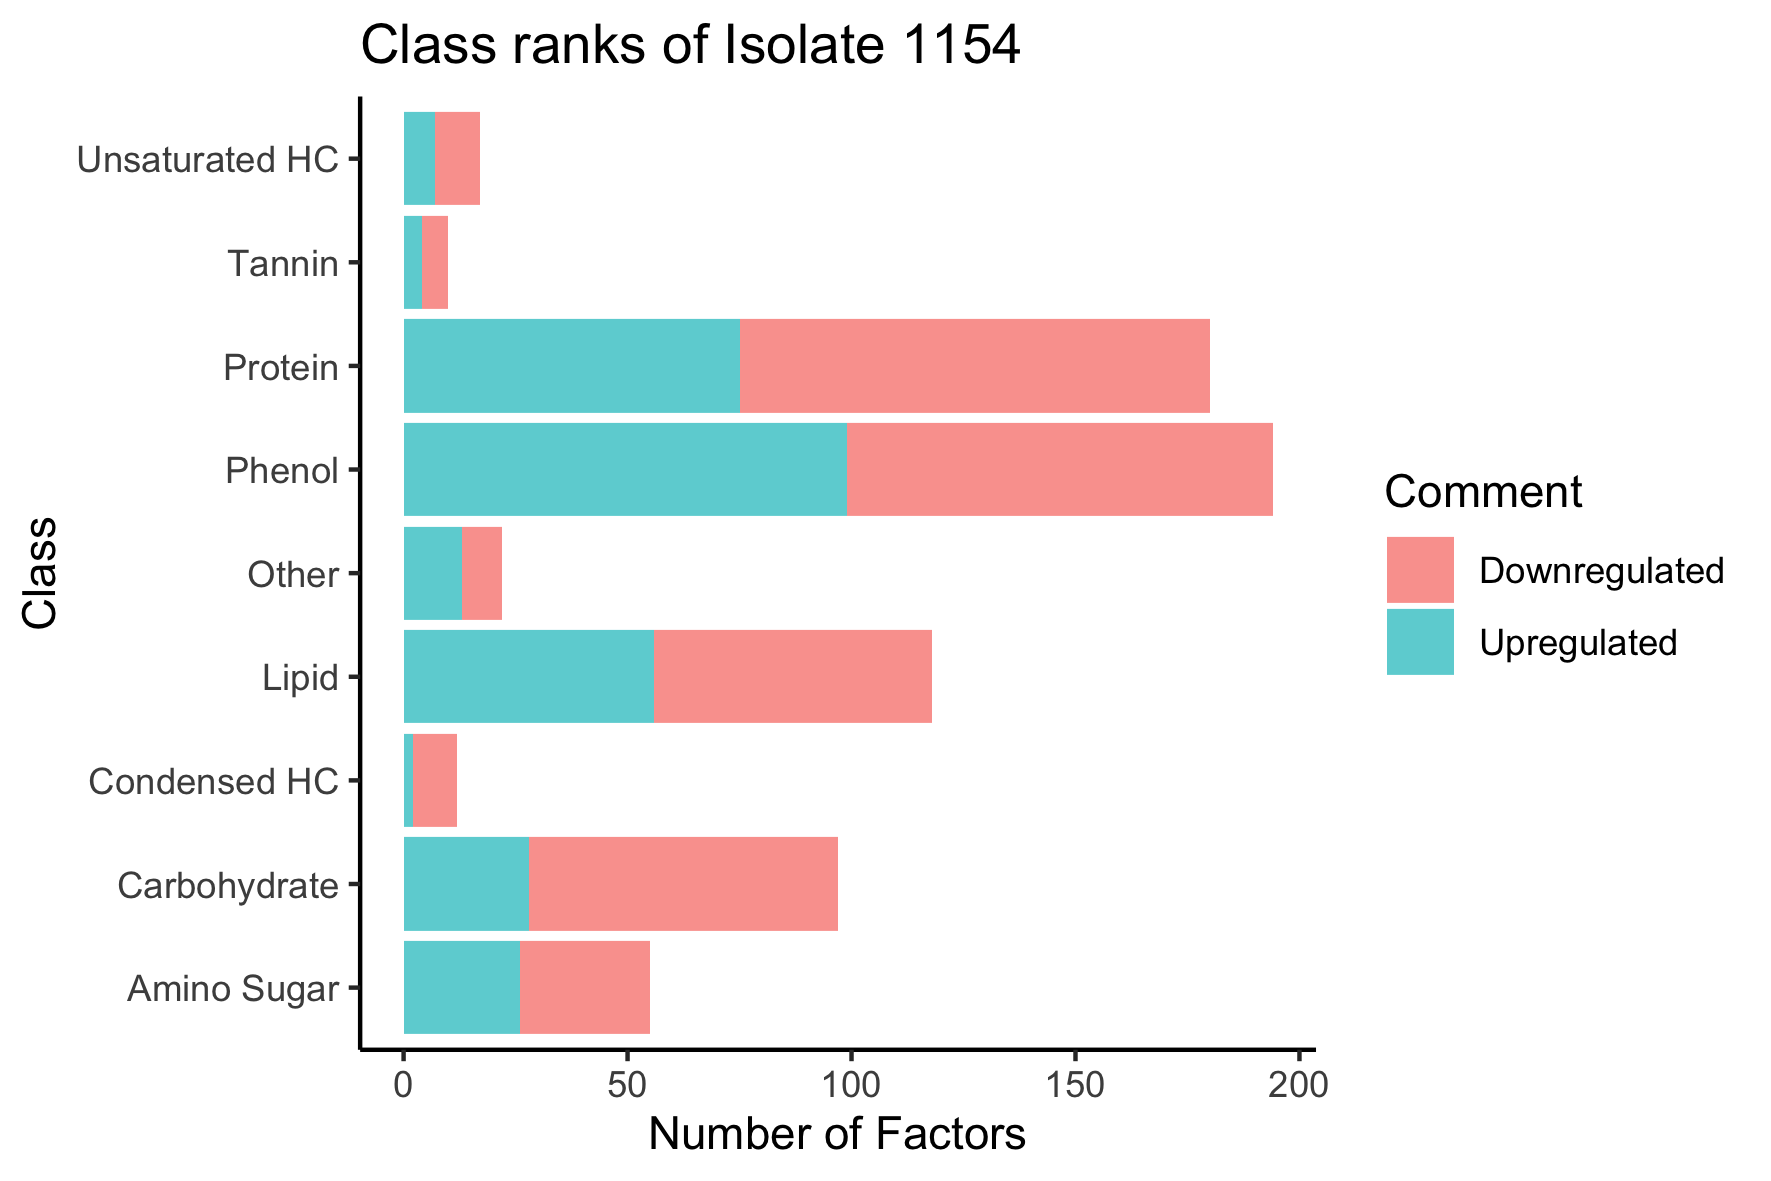 Class ranks of Isolate 1154
Unsaturated HC
Tannin
Protein
Phenol
Other
Lipid
Condensed HC
Carbohydrate
Amino Sugar
Class
0 50 100 150 200
Number of Factors
Comment
Downregulated
Upregulated